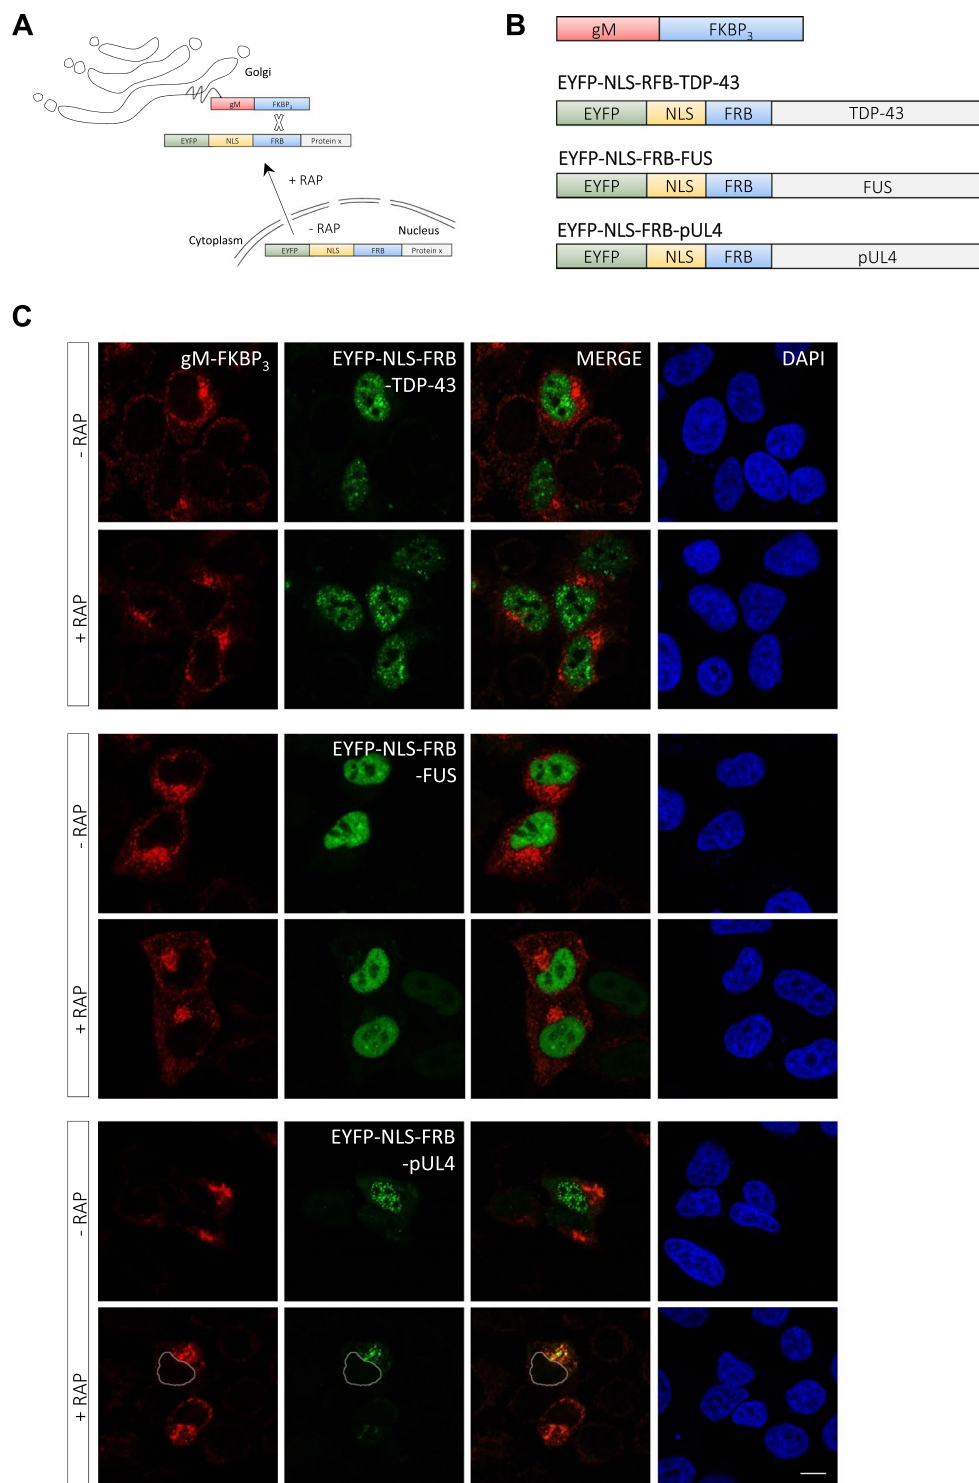 A
Golgi
gM FKBP3
EYFP NLS FRB Protein x
+ RAP
- RAP
Cytoplasm
Nucleus
EYFP NLS FRB Protein x
B
gM FKBP3
EYFP-NLS-RFB-TDP-43
EYFP NLS FRB TDP-43
EYFP-NLS-FRB-FUS
EYFP NLS FRB FUS
EYFP-NLS-FRB-pUL4
EYFP NLS FRB pUL4
C
gM-FKBP3
EYFP-NLS-FRB
-TDP-43
MERGE
DAPI
- RAP
+ RAP
EYFP-NLS-FRB
-FUS
- RAP
+ RAP
EYFP-NLS-FRB
-pUL4
- RAP
+ RAP